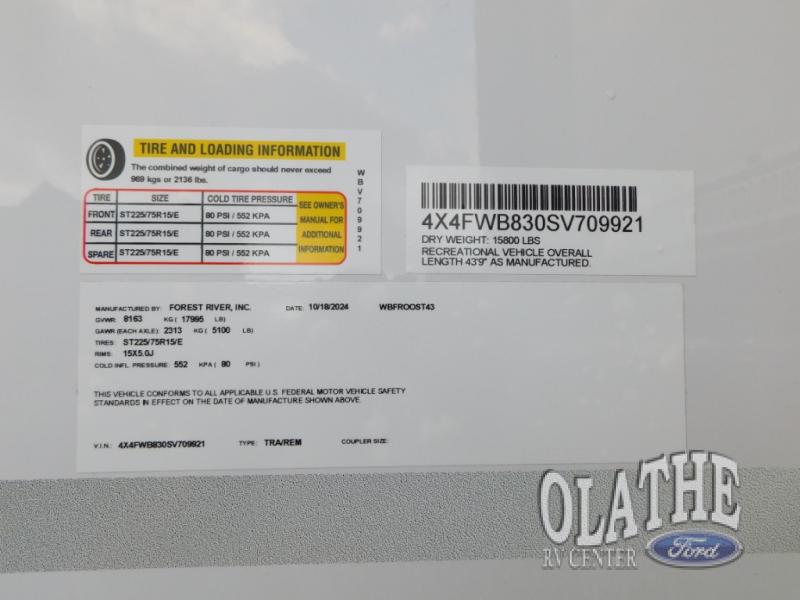 TIRE AND LOADING INFORMATION
The combined weight of cargo should never exceed
969 kgs or 2136 lbs.
TIRE SIZE COLD TIRE PRESSURE
FRONT ST225/75R15/E 80 PSI / 552 KPA
REAR ST225/75R15/E 80 PSI / 552 KPA
SPARE ST225/75R15/E 80 PSI / 552 KPA
SEE OWNER'S
MANUAL FOR
ADDITIONAL
INFORMATION
WBV709921
4X4FWB830SV709921
DRY WEIGHT: 15800 LBS
RECREATIONAL VEHICLE OVERALL
LENGTH 43'9" AS MANUFACTURED.
MANUFACTURED BY: FOREST RIVER, INC. DATE: 10/18/2024 WBFROOST43
GVWR: 8163 KG ( 17995 LB)
GAWR (EACH AXLE): 2313 KG ( 5100 LB)
TIRES: ST225/75R15/E
RIMS: 15X5.0J
COLD INFL. PRESSURE: 552 KPA ( 80 PSI)
THIS VEHICLE CONFORMS TO ALL APPLICABLE U.S. FEDERAL MOTOR VEHICLE SAFETY
STANDARDS IN EFFECT ON THE DATE OF MANUFACTURE SHOWN ABOVE.
V.I.N.: 4X4FWB830SV709921 TYPE: TRA/REM COUPLER SIZE:
OLATHE
RV CENTER
Ford